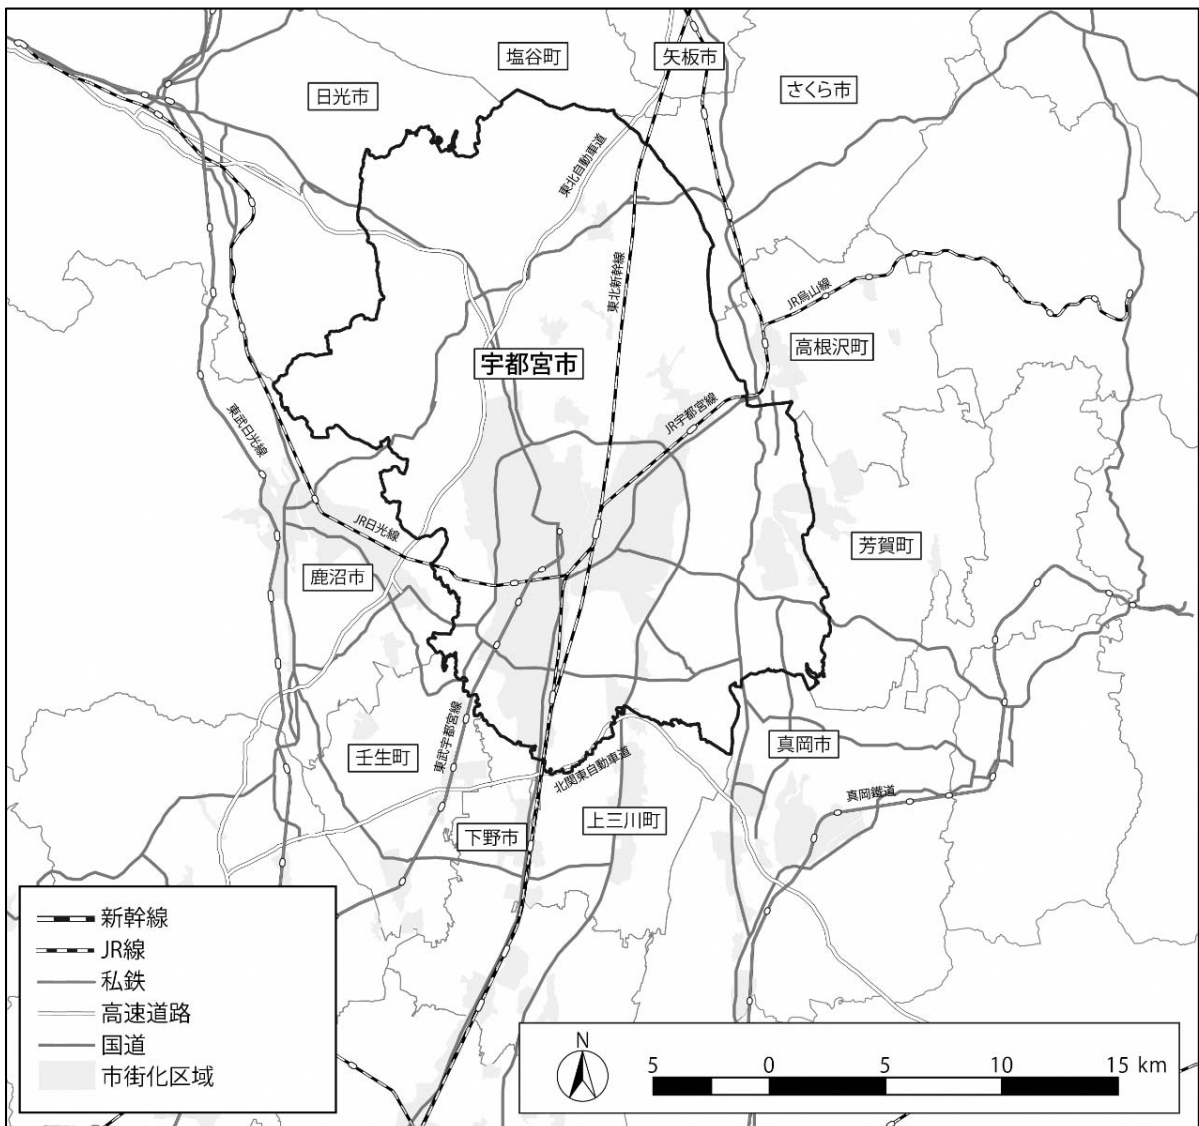 塩谷町
矢板市
日光市
さくら市
東北自動車道
東北新幹線
JR烏山線
宇都宮市
高根沢町
JR宇都宮線
東武日光線
JR日光線
芳賀町
鹿沼市
壬生町
東武宇都宮線
真岡市
北関東自動車道
真岡鐵道
下野市
上三川町
新幹線
JR線
私鉄
高速道路
国道
市街化区域
N
5 0 5 10 15 km